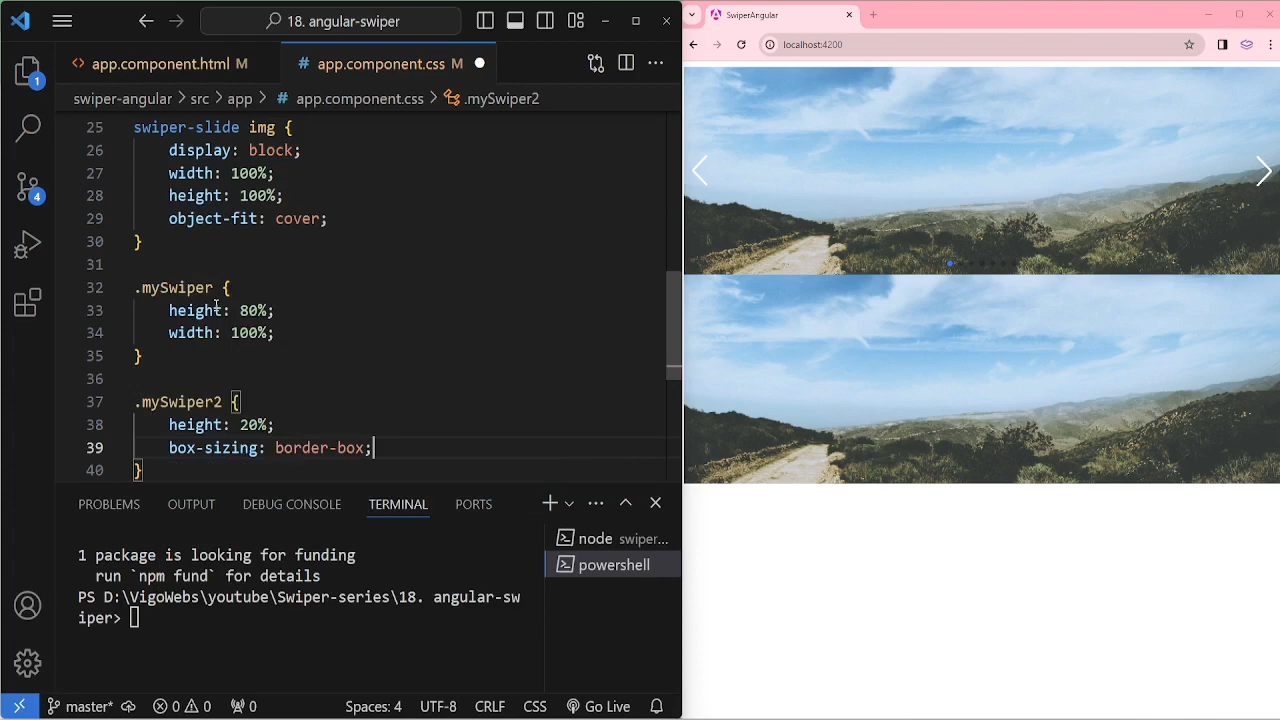 18. angular-swiper
SwiperAngular
localhost:4200
app.component.html M
app.component.css M
swiper-angular > src > app > # app.component.css > .mySwiper2
25 swiper-slide img {
26 display: block;
27 width: 100%;
28 height: 100%;
29 object-fit: cover;
30 }
31
32 .mySwiper {
33 height: 80%;
34 width: 100%;
35 }
36
37 .mySwiper2 {
38 height: 20%;
39 box-sizing: border-box;
40 }
1
4
PROBLEMS OUTPUT DEBUG CONSOLE TERMINAL PORTS
1 package is looking for funding
run `npm fund` for details
PS D:\VigoWebs\youtube\Swiper-series\18. angular-sw
iper>
node swiper...
powershell
master* 0 0 0 Spaces: 4 UTF-8 CRLF CSS Go Live